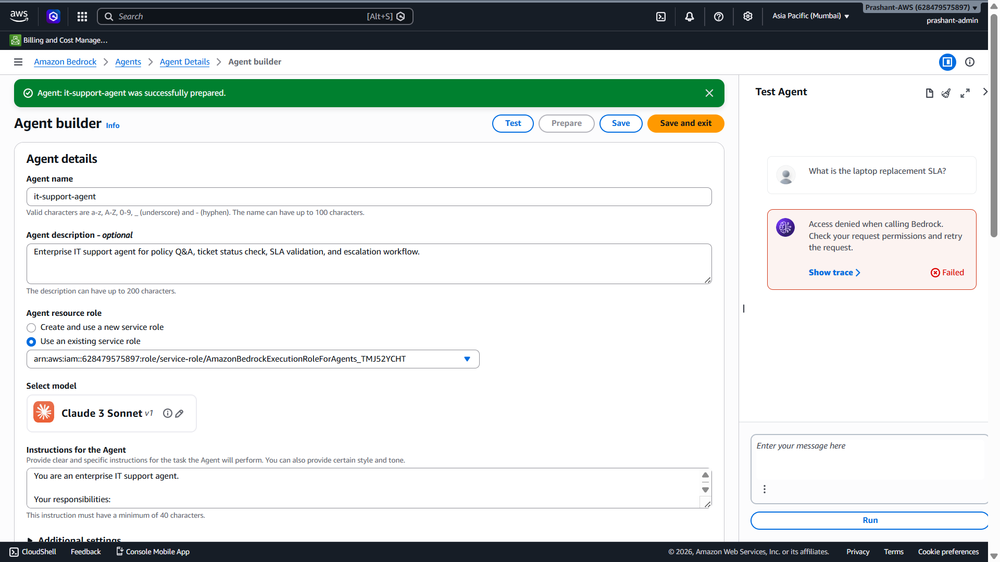 aws
Search
[Alt+S]
Asia Pacific (Mumbai)
Prashant-AWS (628479575897)
prashant-admin
Billing and Cost Manage...
Amazon Bedrock
Agents
Agent Details
Agent builder
Agent: it-support-agent was successfully prepared.
Agent builder Info
Test
Prepare
Save
Save and exit
Agent details
Agent name
it-support-agent
Valid characters are a-z, A-Z, 0-9, _ (underscore) and - (hyphen). The name can have up to 100 characters.
Agent description - optional
Enterprise IT support agent for policy Q&A, ticket status check, SLA validation, and escalation workflow.
The description can have up to 200 characters.
Agent resource role
Create and use a new service role
Use an existing service role
arn:aws:iam::628479575897:role/service-role/AmazonBedrockExecutionRoleForAgents_TMJ52YCHT
Select model
Claude 3 Sonnet v1
Instructions for the Agent
Provide clear and specific instructions for the task the Agent will perform. You can also provide certain style and tone.
You are an enterprise IT support agent.
Your responsibilities:
This instruction must have a minimum of 40 characters.
Additional settings
Test Agent
What is the laptop replacement SLA?
Access denied when calling Bedrock.
Check your request permissions and retry
the request.
Show trace
Failed
Enter your message here
Run
CloudShell
Feedback
Console Mobile App
© 2026, Amazon Web Services, Inc. or its affiliates.
Privacy
Terms
Cookie preferences